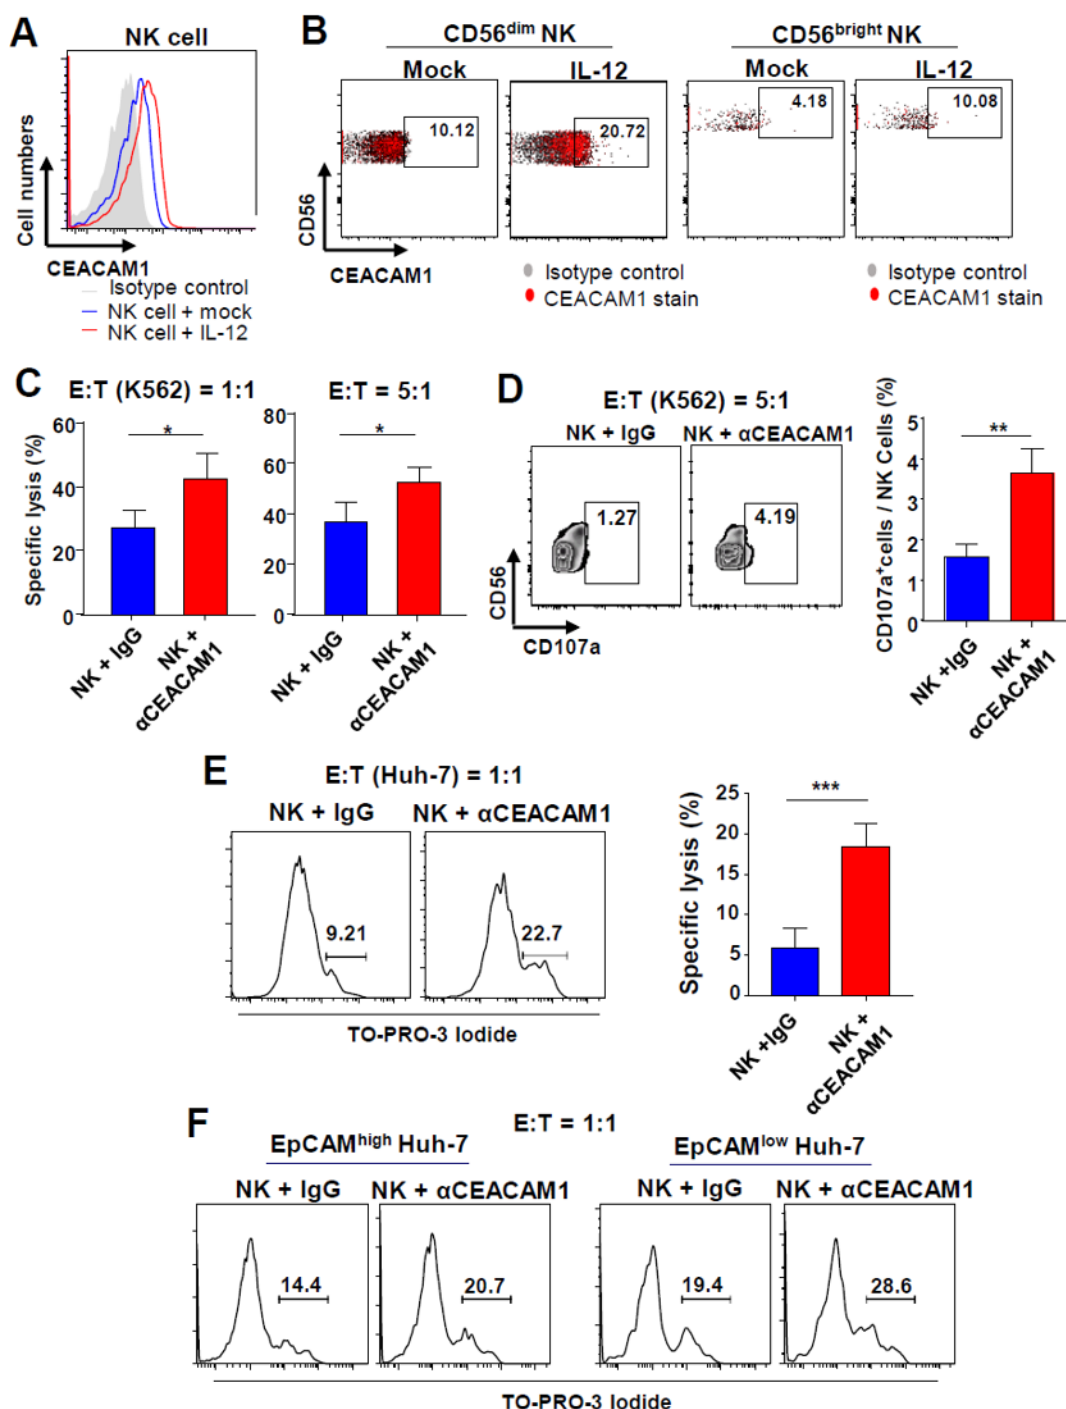 A
NK cell
Cell numbers
CEACAM1
Isotype control
NK cell + mock
NK cell + IL-12
B
CD56dim NK
CD56bright NK
Mock
IL-12
Mock
IL-12
10.12
20.72
4.18
10.08
CD56
CEACAM1
Isotype control
CEACAM1 stain
Isotype control
CEACAM1 stain
C
E:T (K562) = 1:1
E:T = 5:1
Specific lysis (%)
60
40
20
0
*
80
60
40
20
0
*
NK + IgG
NK + αCEACAM1
NK + IgG
NK + αCEACAM1
D
E:T (K562) = 5:1
NK + IgG
NK + αCEACAM1
1.27
4.19
CD56
CD107a
CD107a+cells / NK Cells (%)
5
4
3
2
1
0
**
NK +IgG
NK + αCEACAM1
E
E:T (Huh-7) = 1:1
NK + IgG
NK + αCEACAM1
9.21
22.7
TO-PRO-3 Iodide
Specific lysis (%)
25
20
15
10
5
0
***
NK +IgG
NK + αCEACAM1
F
E:T = 1:1
EpCAMhigh Huh-7
EpCAMlow Huh-7
NK + IgG
NK + αCEACAM1
NK + IgG
NK + αCEACAM1
14.4
20.7
19.4
28.6
TO-PRO-3 Iodide